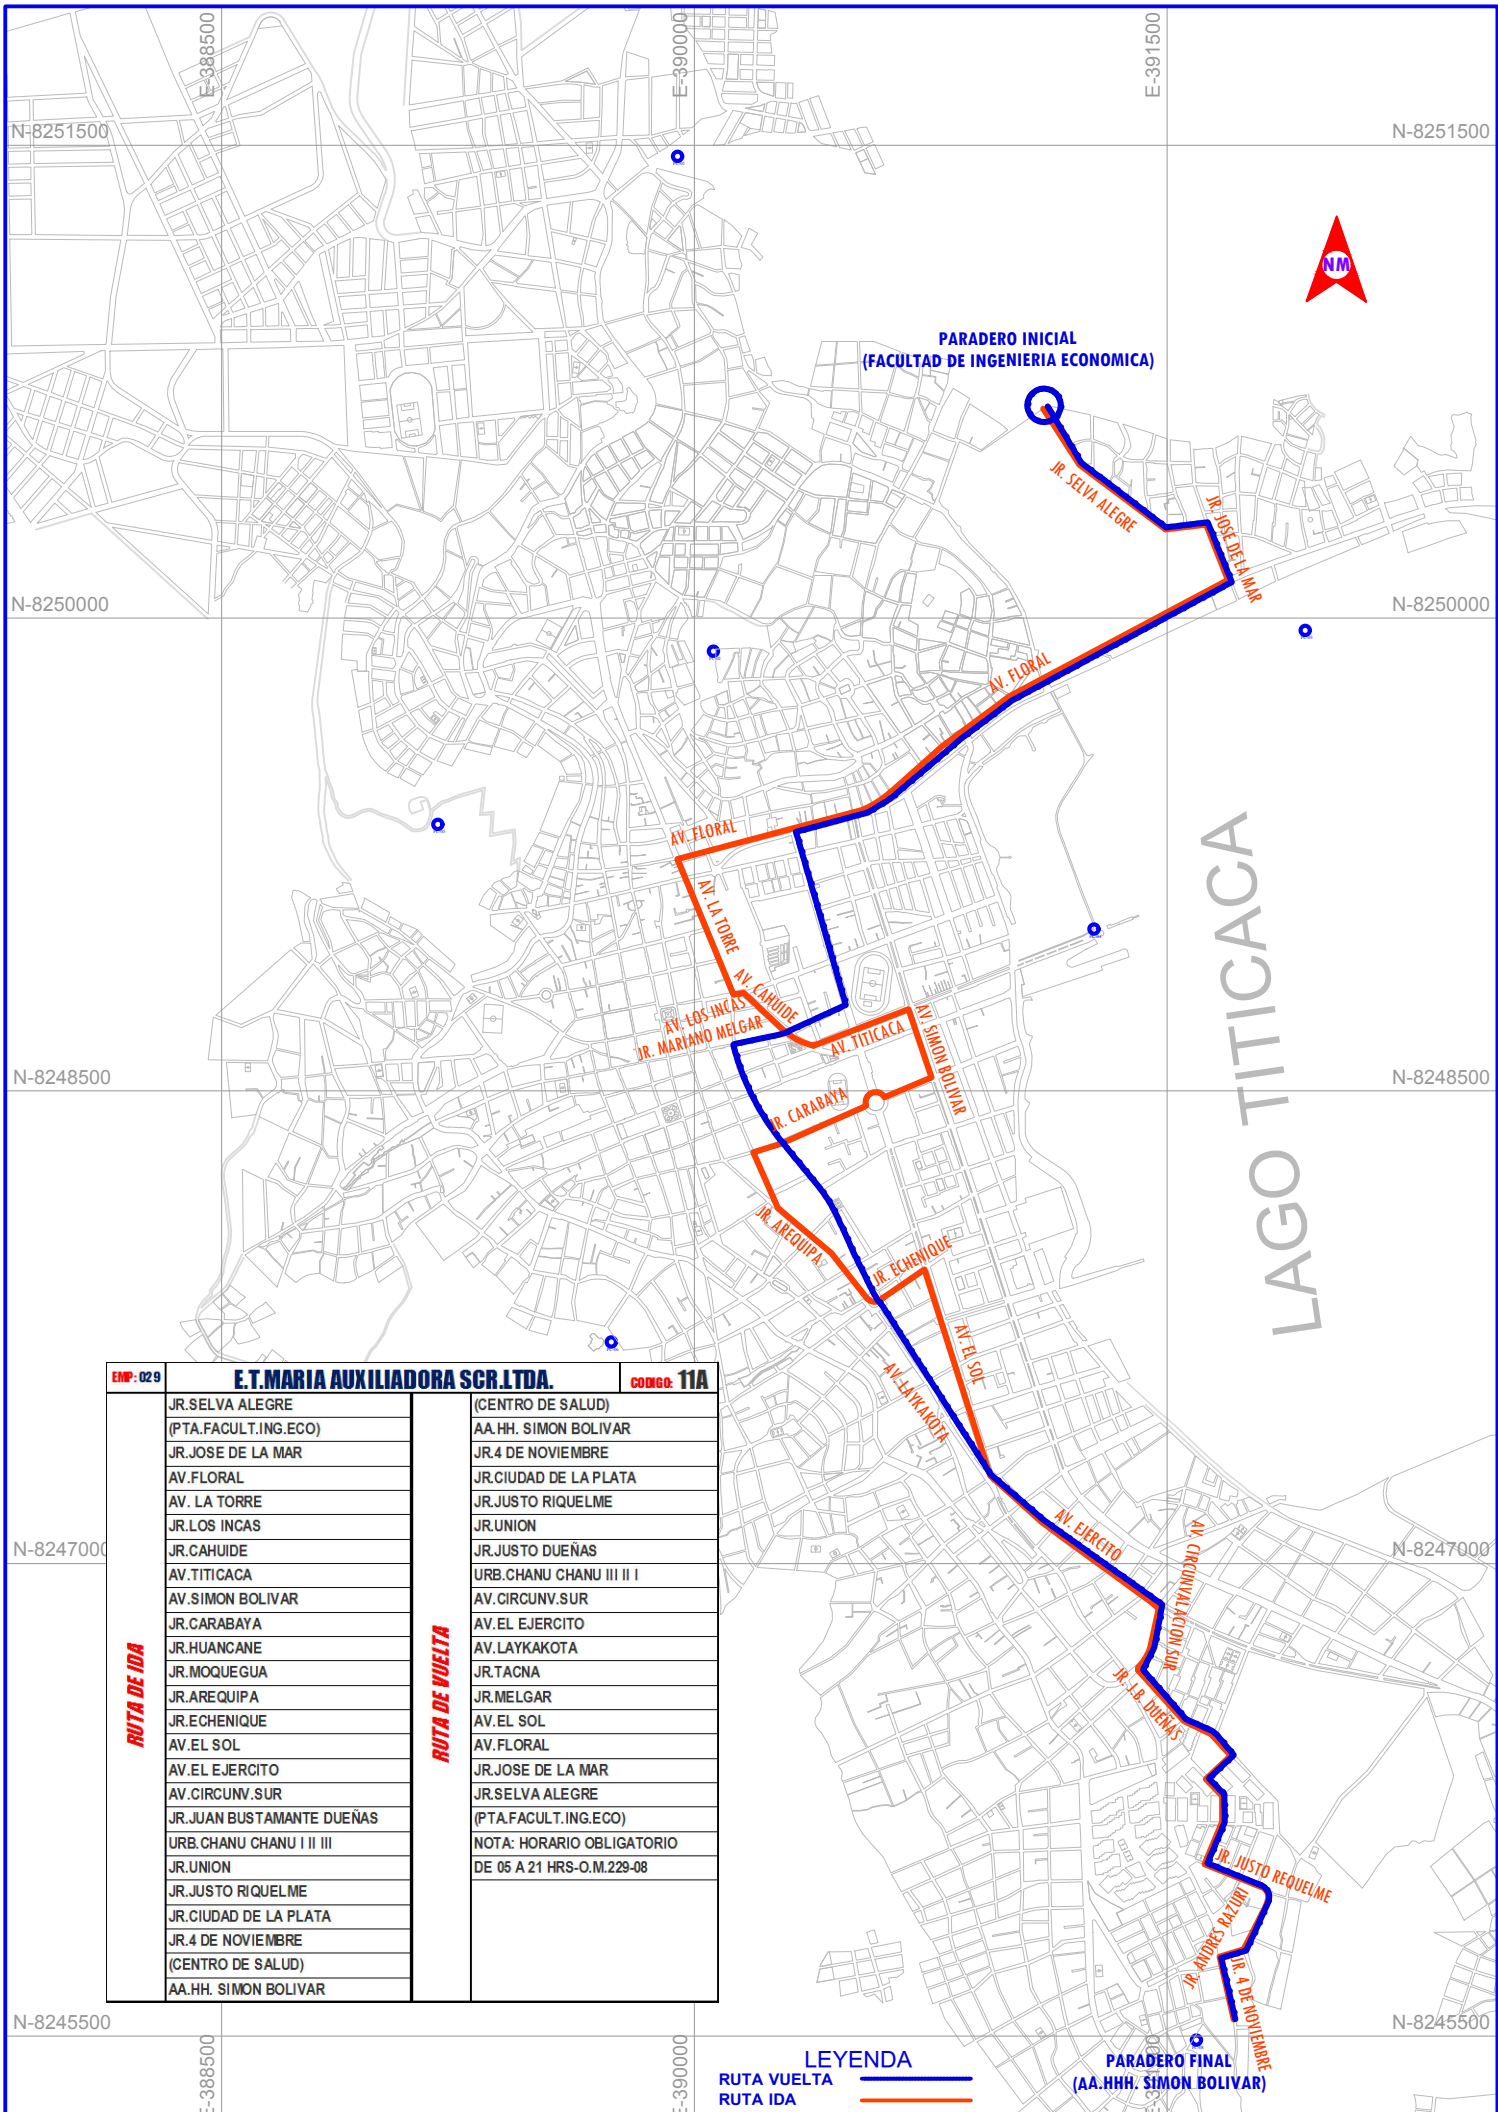 E-388500
E-390000
E-391500
N-8251500
N-8251500
NM
PARADERO INICIAL
(FACULTAD DE INGENIERIA ECONOMICA)
JR. SELVA ALEGRE
JR. JOSE DE LA MAR
N-8250000
N-8250000
AV. FLORAL
AV. FLORAL
AV. LA TORRE
AV. CAHUIDE
AV. LOS INCAS
JR. MARIANO MELGAR
AV. TITICACA
AV. SIMON BOLIVAR
LAGO TITICACA
N-8248500
N-8248500
JR. CARABAYA
JR. AREQUIPA
JR. ECHENIQUE
AV. EL SOL
AV. LAYKAKOTA
EMP: 029
E.T.MARIA AUXILIADORA SCR.LTDA.
CODIGO: 11A
RUTA DE IDA
JR.SELVA ALEGRE
(PTA.FACULT.ING.ECO)
JR.JOSE DE LA MAR
AV.FLORAL
AV. LA TORRE
JR.LOS INCAS
JR.CAHUIDE
AV.TITICACA
AV.SIMON BOLIVAR
JR.CARABAYA
JR.HUANCANE
JR.MOQUEGUA
JR.AREQUIPA
JR.ECHENIQUE
AV.EL SOL
AV.EL EJERCITO
AV.CIRCUNV.SUR
JR.JUAN BUSTAMANTE DUEÑAS
URB.CHANU CHANU I II III
JR.UNION
JR.JUSTO RIQUELME
JR.CIUDAD DE LA PLATA
JR.4 DE NOVIEMBRE
(CENTRO DE SALUD)
AA.HH. SIMON BOLIVAR
RUTA DE VUELTA
(CENTRO DE SALUD)
AA.HH. SIMON BOLIVAR
JR.4 DE NOVIEMBRE
JR.CIUDAD DE LA PLATA
JR.JUSTO RIQUELME
JR.UNION
JR.JUSTO DUEÑAS
URB.CHANU CHANU III II I
AV.CIRCUNV.SUR
AV.EL EJERCITO
AV.LAYKAKOTA
JR.TACNA
JR.MELGAR
AV.EL SOL
AV.FLORAL
JR.JOSE DE LA MAR
JR.SELVA ALEGRE
(PTA.FACULT.ING.ECO)
NOTA: HORARIO OBLIGATORIO
DE 05 A 21 HRS-O.M.229-08
N-8247000
N-8247000
AV. EJERCITO
AV. CIRCUNVALACION SUR
JR. J.B. DUEÑAS
JR. JUSTO REQUELME
JR. ANDRES RAZURI
JR. 4 DE NOVIEMBRE
N-8245500
N-8245500
E-388500
E-390000
LEYENDA
RUTA VUELTA
RUTA IDA
PARADERO FINAL
(AA.HHH. SIMON BOLIVAR)